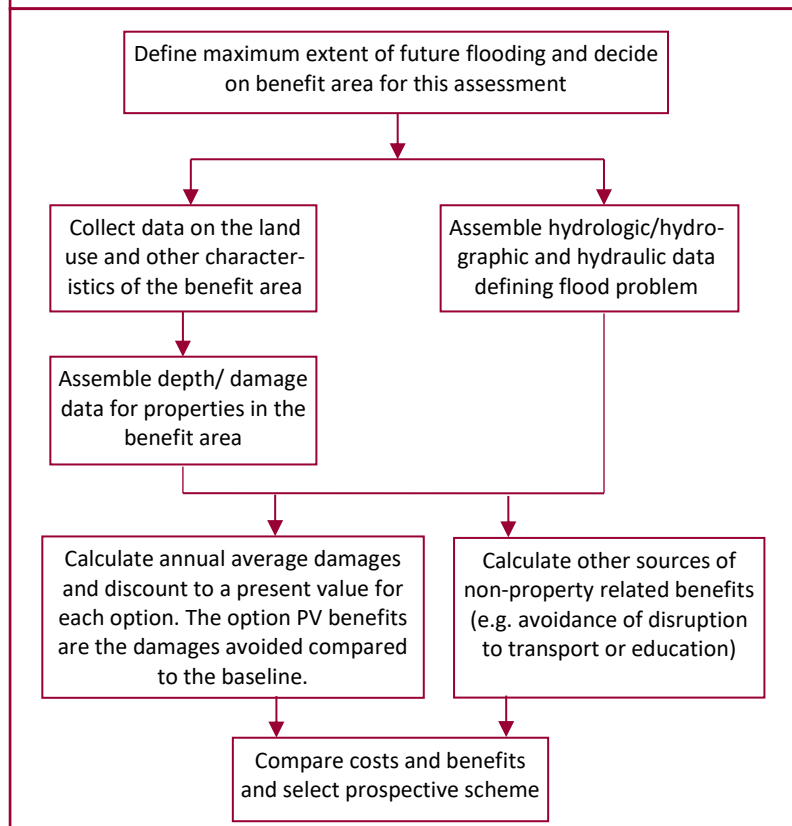 Define maximum extent of future flooding and decide
on benefit area for this assessment
Collect data on the land
use and other character-
istics of the benefit area
Assemble hydrologic/hydro-
graphic and hydraulic data
defining flood problem
Assemble depth/ damage
data for properties in the
benefit area
Calculate annual average damages
and discount to a present value for
each option. The option PV benefits
are the damages avoided compared
to the baseline.
Calculate other sources of
non-property related benefits
(e.g. avoidance of disruption
to transport or education)
Compare costs and benefits
and select prospective scheme